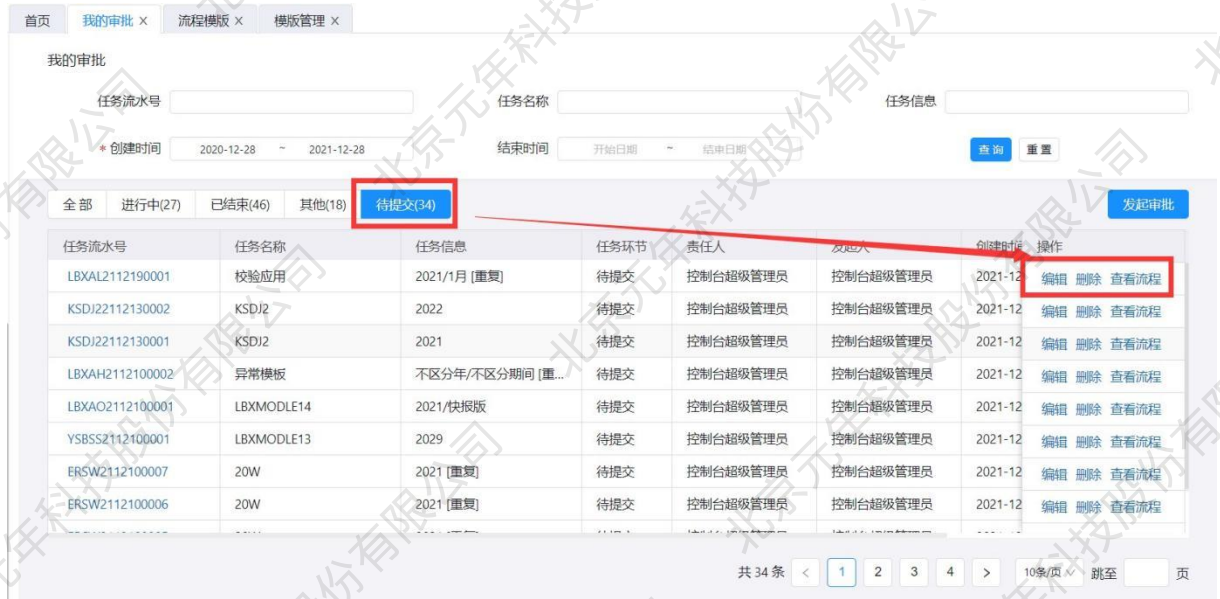 首页 我的审批 × 流程模版 × 模版管理 ×
我的审批
任务流水号 任务名称 任务信息
* 创建时间 2020-12-28 ~ 2021-12-28 结束时间 开始日期 ~ 结束日期 查询 重置
全部 进行中(27) 已结束(46) 其他(18) 待提交(34) 发起审批
任务流水号 任务名称 任务信息 任务环节 责任人 发起人 创建时间 操作
LBXAL2112190001 校验应用 2021/1月 [重复] 待提交 控制台超级管理员 控制台超级管理员 2021-12 编辑 删除 查看流程
KSDJ22112130002 KSDJ2 2022 待提交 控制台超级管理员 控制台超级管理员 2021-12 编辑 删除 查看流程
KSDJ22112130001 KSDJ2 2021 待提交 控制台超级管理员 控制台超级管理员 2021-12 编辑 删除 查看流程
LBXAH2112100002 异常模板 不区分年/不区分期间 [重... 待提交 控制台超级管理员 控制台超级管理员 2021-12 编辑 删除 查看流程
LBXAO2112100001 LBXMODLE14 2021/快报版 待提交 控制台超级管理员 控制台超级管理员 2021-12 编辑 删除 查看流程
YSBSS2112100001 LBXMODLE13 2029 待提交 控制台超级管理员 控制台超级管理员 2021-12 编辑 删除 查看流程
ERSW2112100007 20W 2021 [重复] 待提交 控制台超级管理员 控制台超级管理员 2021-12 编辑 删除 查看流程
ERSW2112100006 20W 2021 [重复] 待提交 控制台超级管理员 控制台超级管理员 2021-12 编辑 删除 查看流程
共 34 条 < 1 2 3 4 > 10条/页 跳至 页
北京元年科技股份有限公司